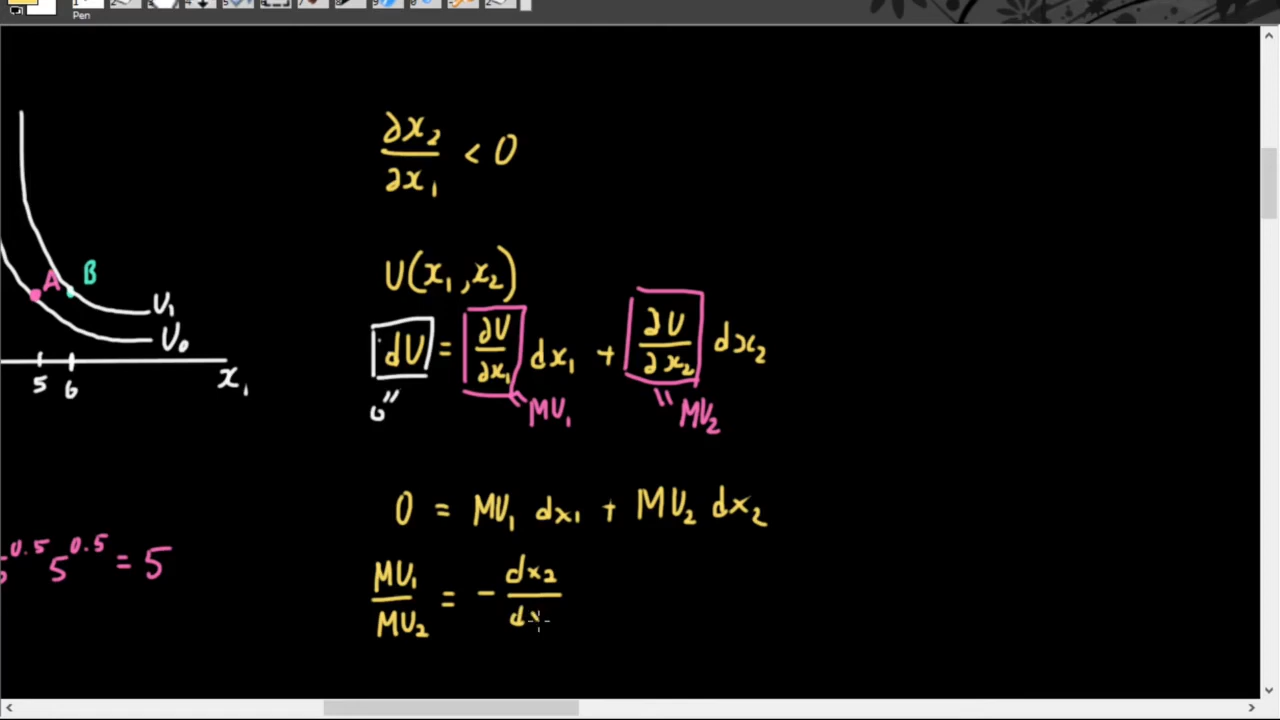 Pen
∂x₂/∂x₁ < 0
U(x₁,x₂)
A B
U₁
U₀
5 6 x₁
dU = ∂U/∂x₁ dx₁ + ∂U/∂x₂ dx₂
0 " " MU₁ " MU₂
0 = MU₁ dx₁ + MU₂ dx₂
5^0.5 5^0.5 = 5
MU₁/MU₂ = - dx₂/dx